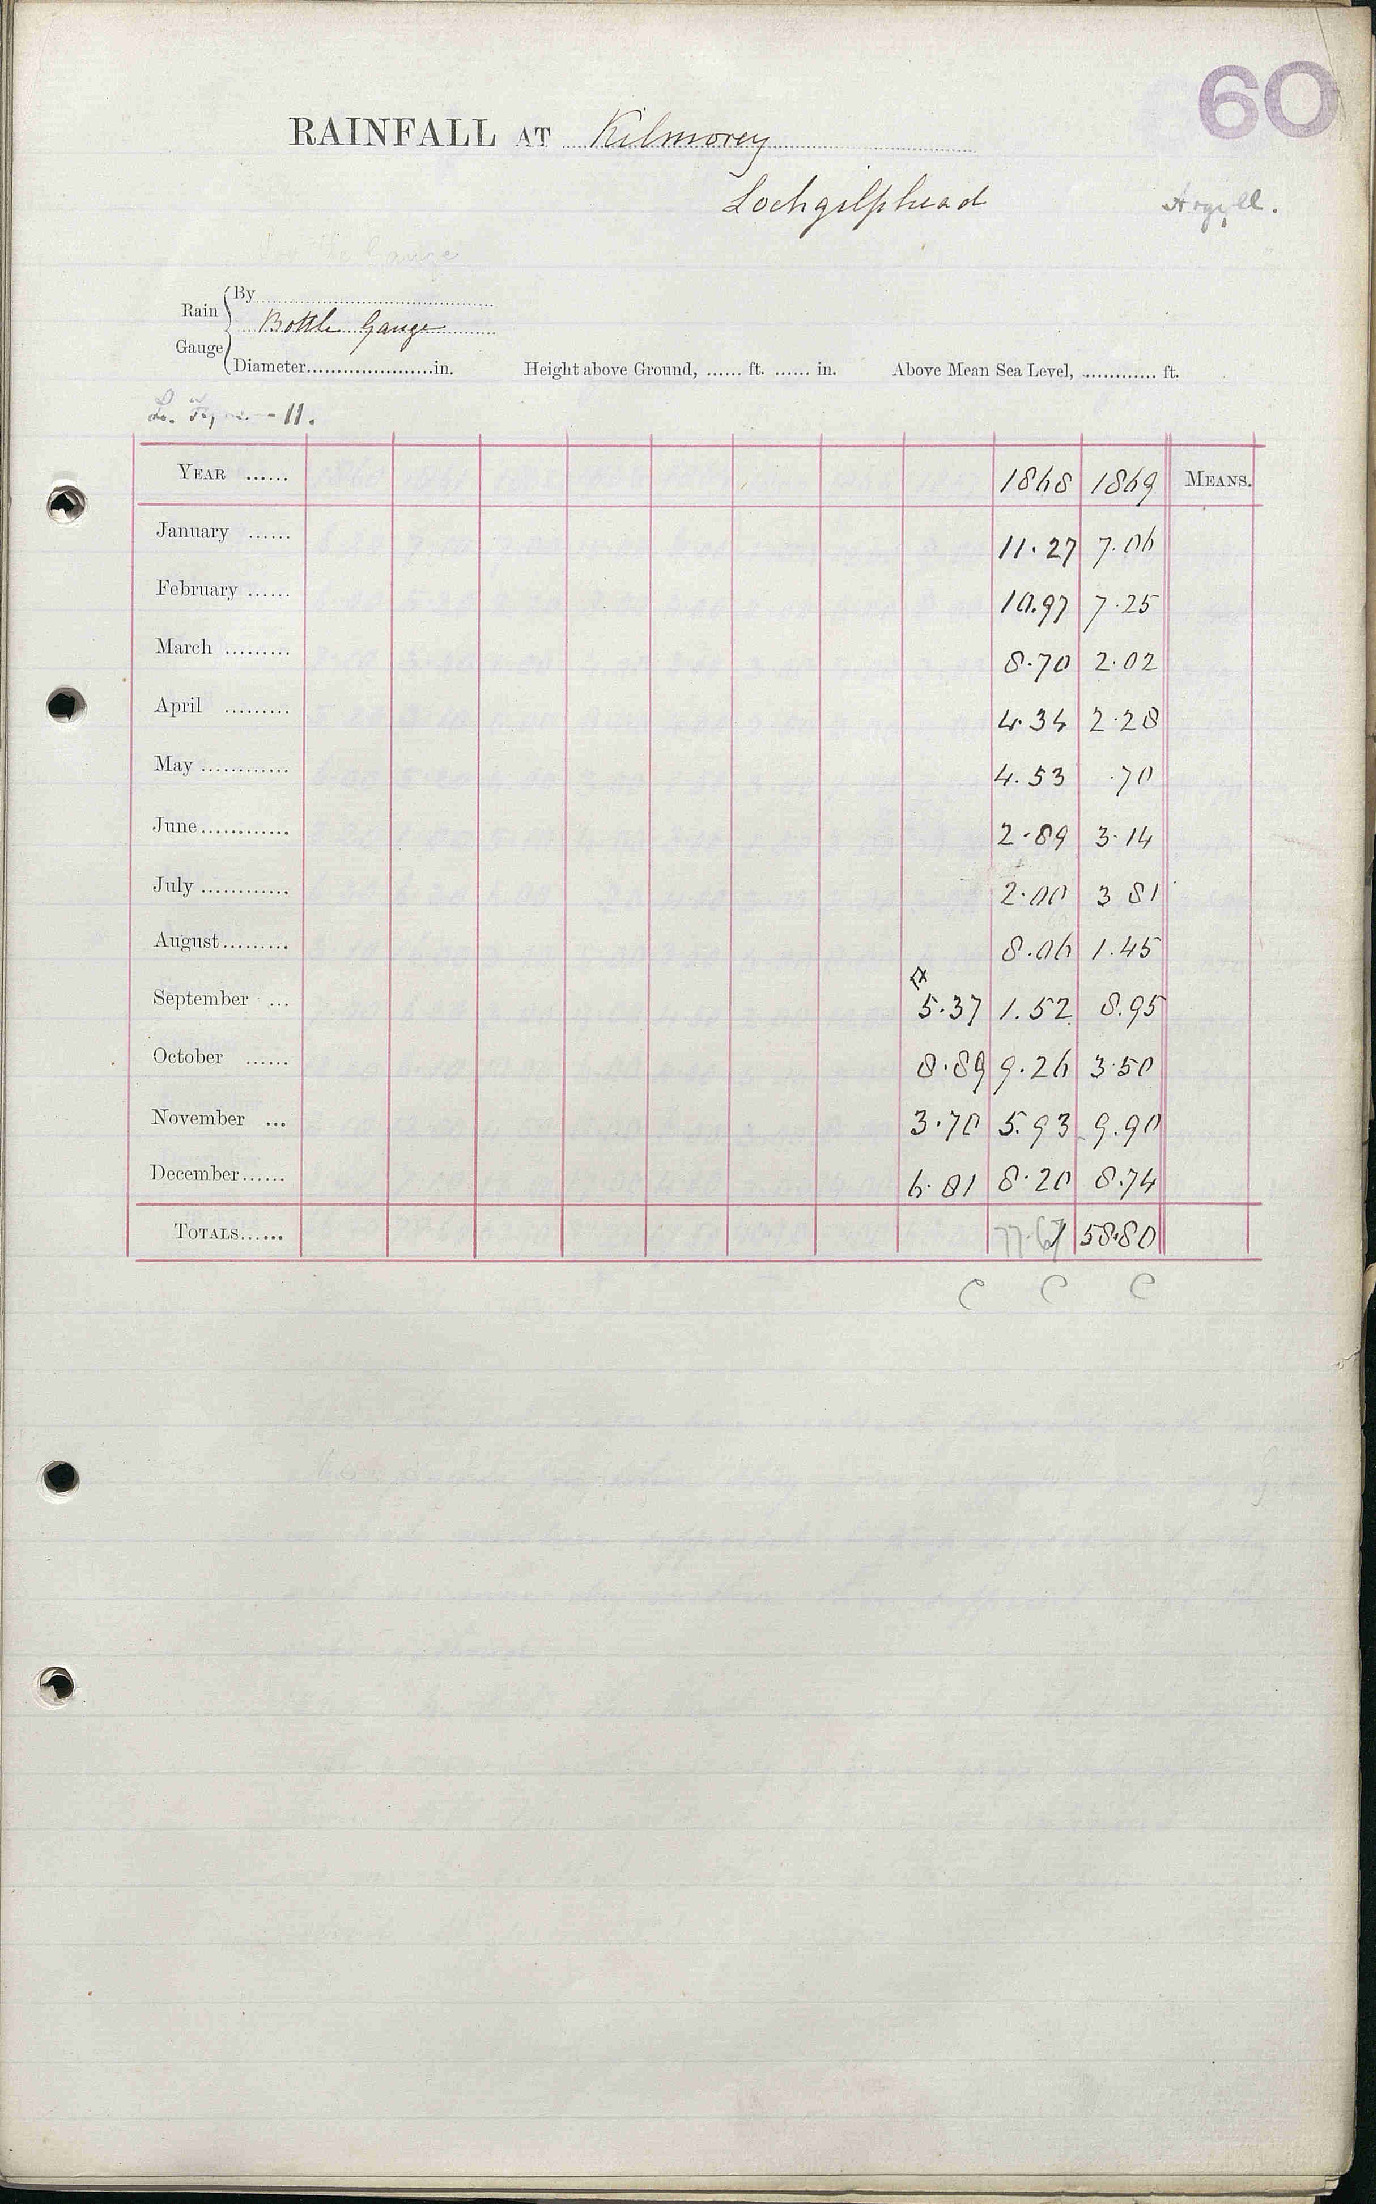 60
RAINFALL AT Kilmorey
Lochgilphead Argyll.
Rain Gauge
By
Bottle Gauge
Diameter in. Height above Ground, ft. in. Above Mean Sea Level, ft.
L. Fyne - 11.
YEAR 1868 1869 MEANS.
January 11.27 7.06
February 10.97 7.25
March 8.70 2.02
April 4.34 2.28
May 4.53 .70
June 2.89 3.14
July 2.00 3 81
August 8.06 1.45
September 5.37 1.52 8.95
October 8.89 9.26 3.50
November 3.70 5.93 9.90
December 6.81 8.20 8.74
TOTALS 77.67 58.80
C C C